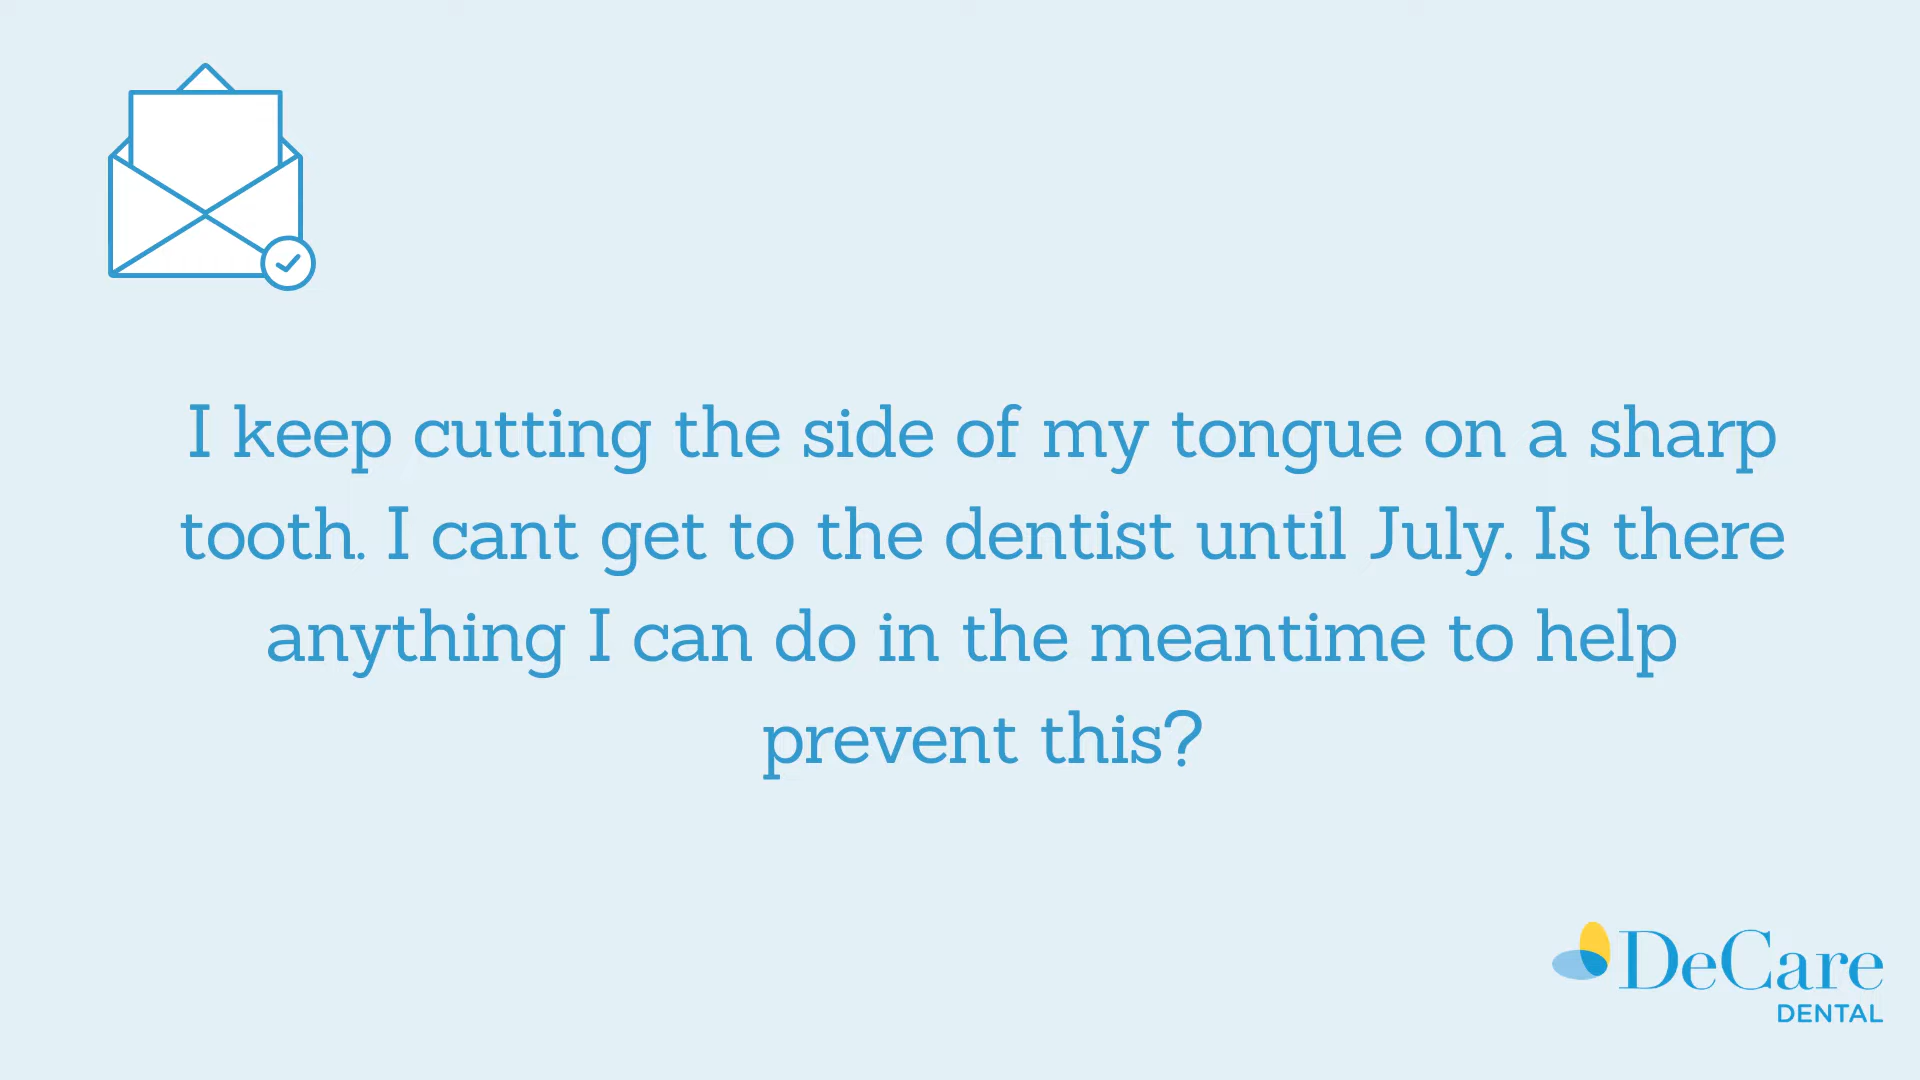 I keep cutting the side of my tongue on a sharp
tooth. I cant get to the dentist until July. Is there
anything I can do in the meantime to help
prevent this?
DeCare
DENTAL